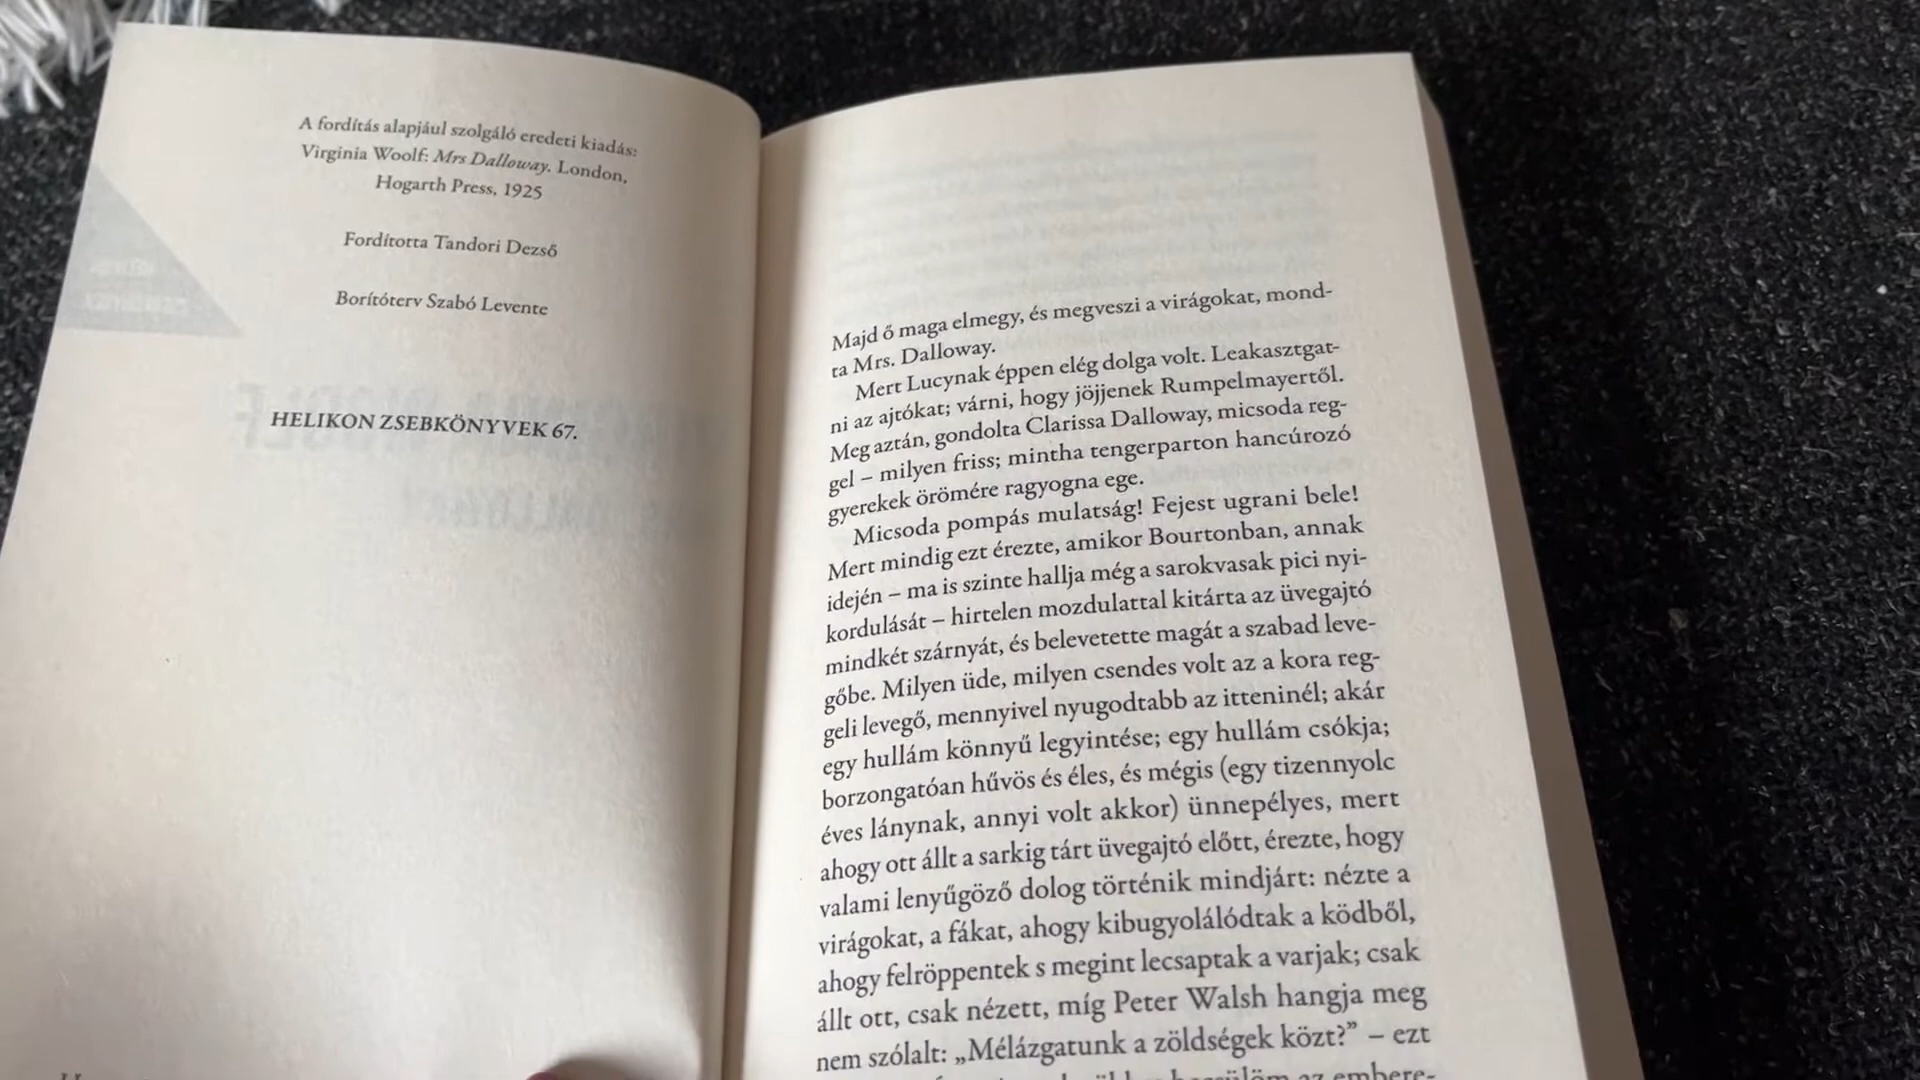 A fordítás alapjául szolgáló eredeti kiadás:
Virginia Woolf: Mrs Dalloway. London,
Hogarth Press, 1925
Fordította Tandori Dezső
Borítóterv Szabó Levente
HELIKON ZSEBKÖNYVEK 67.
Majd ő maga elmegy, és megveszi a virágokat, mond-
ta Mrs. Dalloway.
Mert Lucynak éppen elég dolga volt. Leakasztgat-
ni az ajtókat; várni, hogy jöjjenek Rumpelmayertől.
Meg aztán, gondolta Clarissa Dalloway, micsoda reg-
gel – milyen friss; mintha tengerparton hancúrozó
gyerekek örömére ragyogna ege.
Micsoda pompás mulatság! Fejest ugrani bele!
Mert mindig ezt érezte, amikor Bourtonban, annak
idején – ma is szinte hallja még a sarokvasak pici nyi-
kordulását – hirtelen mozdulattal kitárta az üvegajtó
mindkét szárnyát, és belevetette magát a szabad leve-
gőbe. Milyen üde, milyen csendes volt az a kora reg-
geli levegő, mennyivel nyugodtabb az itteninél; akár
egy hullám könnyű legyintése; egy hullám csókja;
borzongatóan hűvös és éles, és mégis (egy tizennyolc
éves lánynak, annyi volt akkor) ünnepélyes, mert
ahogy ott állt a sarkig tárt üvegajtó előtt, érezte, hogy
valami lenyűgöző dolog történik mindjárt: nézte a
virágokat, a fákat, ahogy kibugyolálódtak a ködből,
ahogy felröppentek s megint lecsaptak a varjak; csak
állt ott, csak nézett, míg Peter Walsh hangja meg
nem szólalt: „Mélázgatunk a zöldségek közt?” – ezt
az embere-